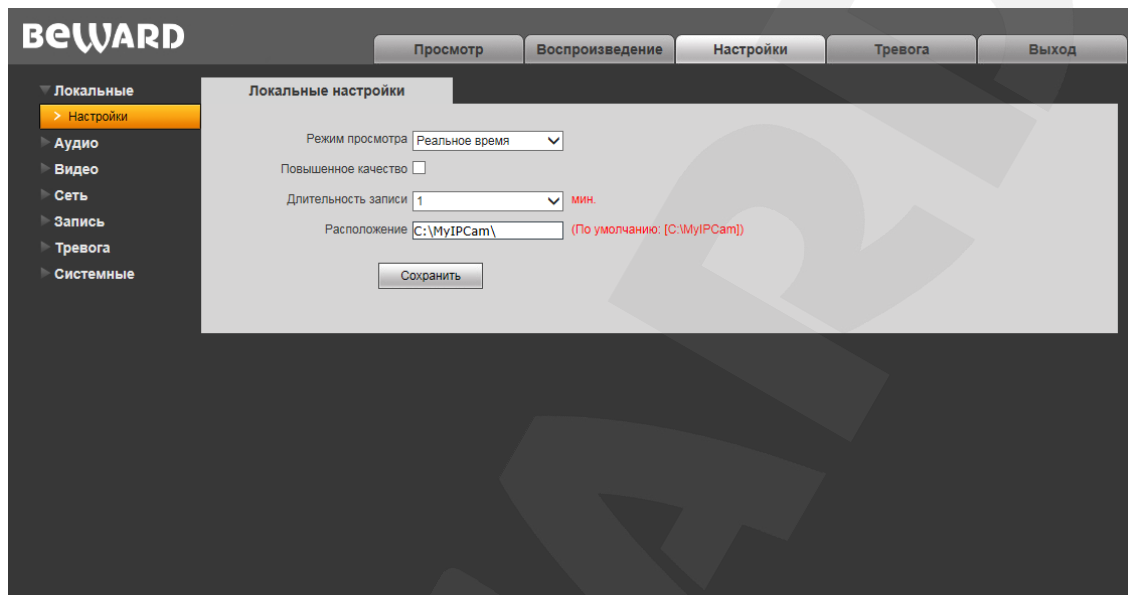 BEWARD
Просмотр Воспроизведение Настройки Тревога Выход
Локальные
> Настройки
Аудио
Видео
Сеть
Запись
Тревога
Системные
Локальные настройки
Режим просмотра Реальное время
Повышенное качество
Длительность записи 1 мин.
Расположение C:\MyIPCam\ (По умолчанию: [C:\MyIPCam])
Сохранить